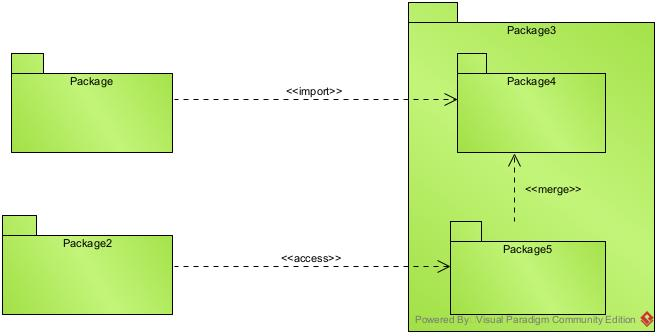 Package3
Package
Package4
<<import>>
<<merge>>
Package2
Package5
<<access>>
Powered By: Visual Paradigm Community Edition